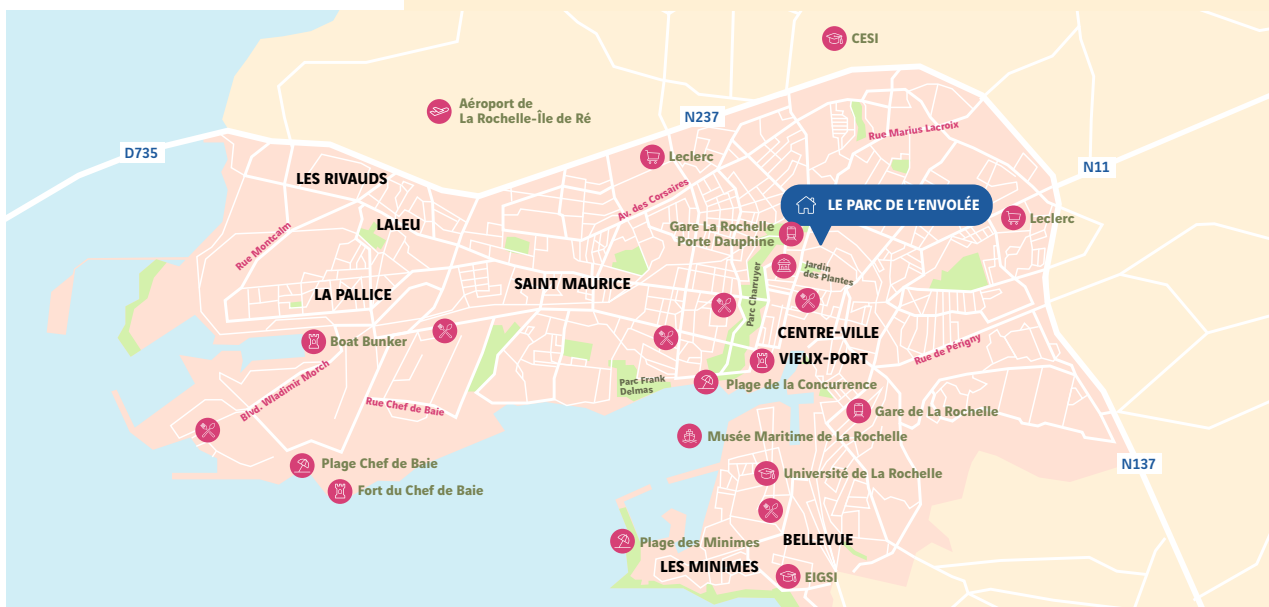 CESI
Aéroport de
La Rochelle-Île de Ré
N237
Rue Marius Lacroix
D735
Leclerc
N11
LES RIVAUDS
Av. des Corsaires
LE PARC DE L'ENVOLÉE
Leclerc
LALEU
Gare La Rochelle
Porte Dauphine
Rue Montcalm
Jardin
des Plantes
SAINT MAURICE
LA PALLICE
Parc Charruyer
CENTRE-VILLE
Boat Bunker
VIEUX-PORT
Rue de Périgny
Blvd. Wladimir Morch
Parc Frank
Delmas
Plage de la Concurrence
Rue Chef de Baie
Gare de La Rochelle
Musée Maritime de La Rochelle
Plage Chef de Baie
N137
Université de La Rochelle
Fort du Chef de Baie
Plage des Minimes
BELLEVUE
LES MINIMES
EIGSI